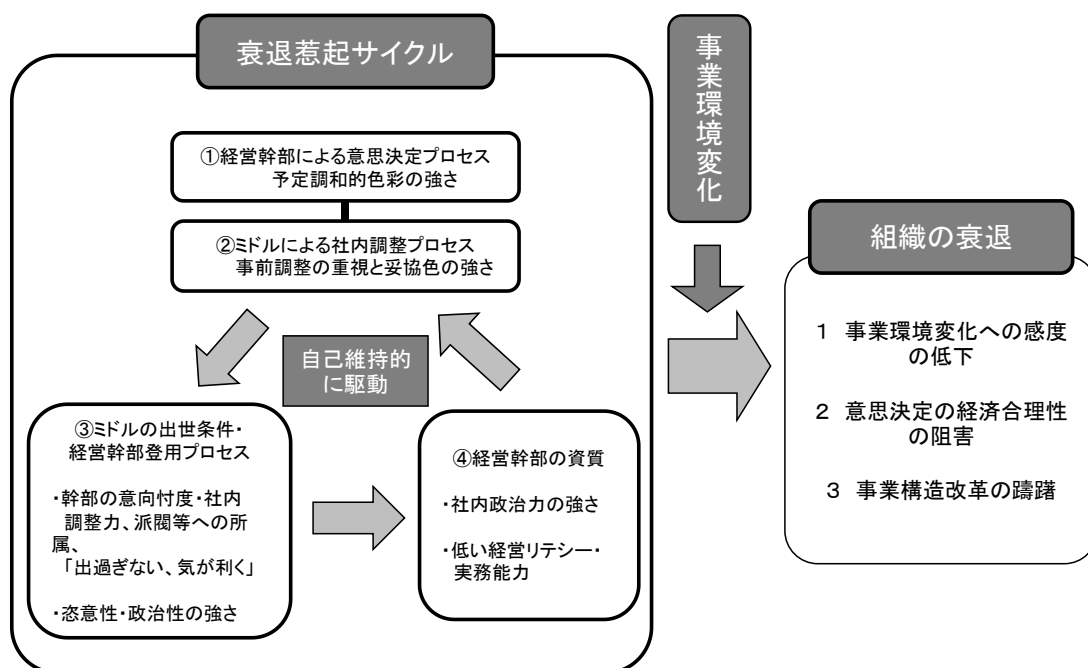 衰退惹起サイクル
①経営幹部による意思決定プロセス
予定調和的色彩の強さ
②ミドルによる社内調整プロセス
事前調整の重視と妥協色の強さ
自己維持的
に駆動
③ミドルの出世条件・
経営幹部登用プロセス
・幹部の意向忖度・社内
調整力、派閥等への所
属、
「出過ぎない、気が利く」
・恣意性・政治性の強さ
④経営幹部の資質
・社内政治力の強さ
・低い経営リテシー・
実務能力
事業環境変化
組織の衰退
1 事業環境変化への感度
の低下
2 意思決定の経済合理性
の阻害
3 事業構造改革の躊躇